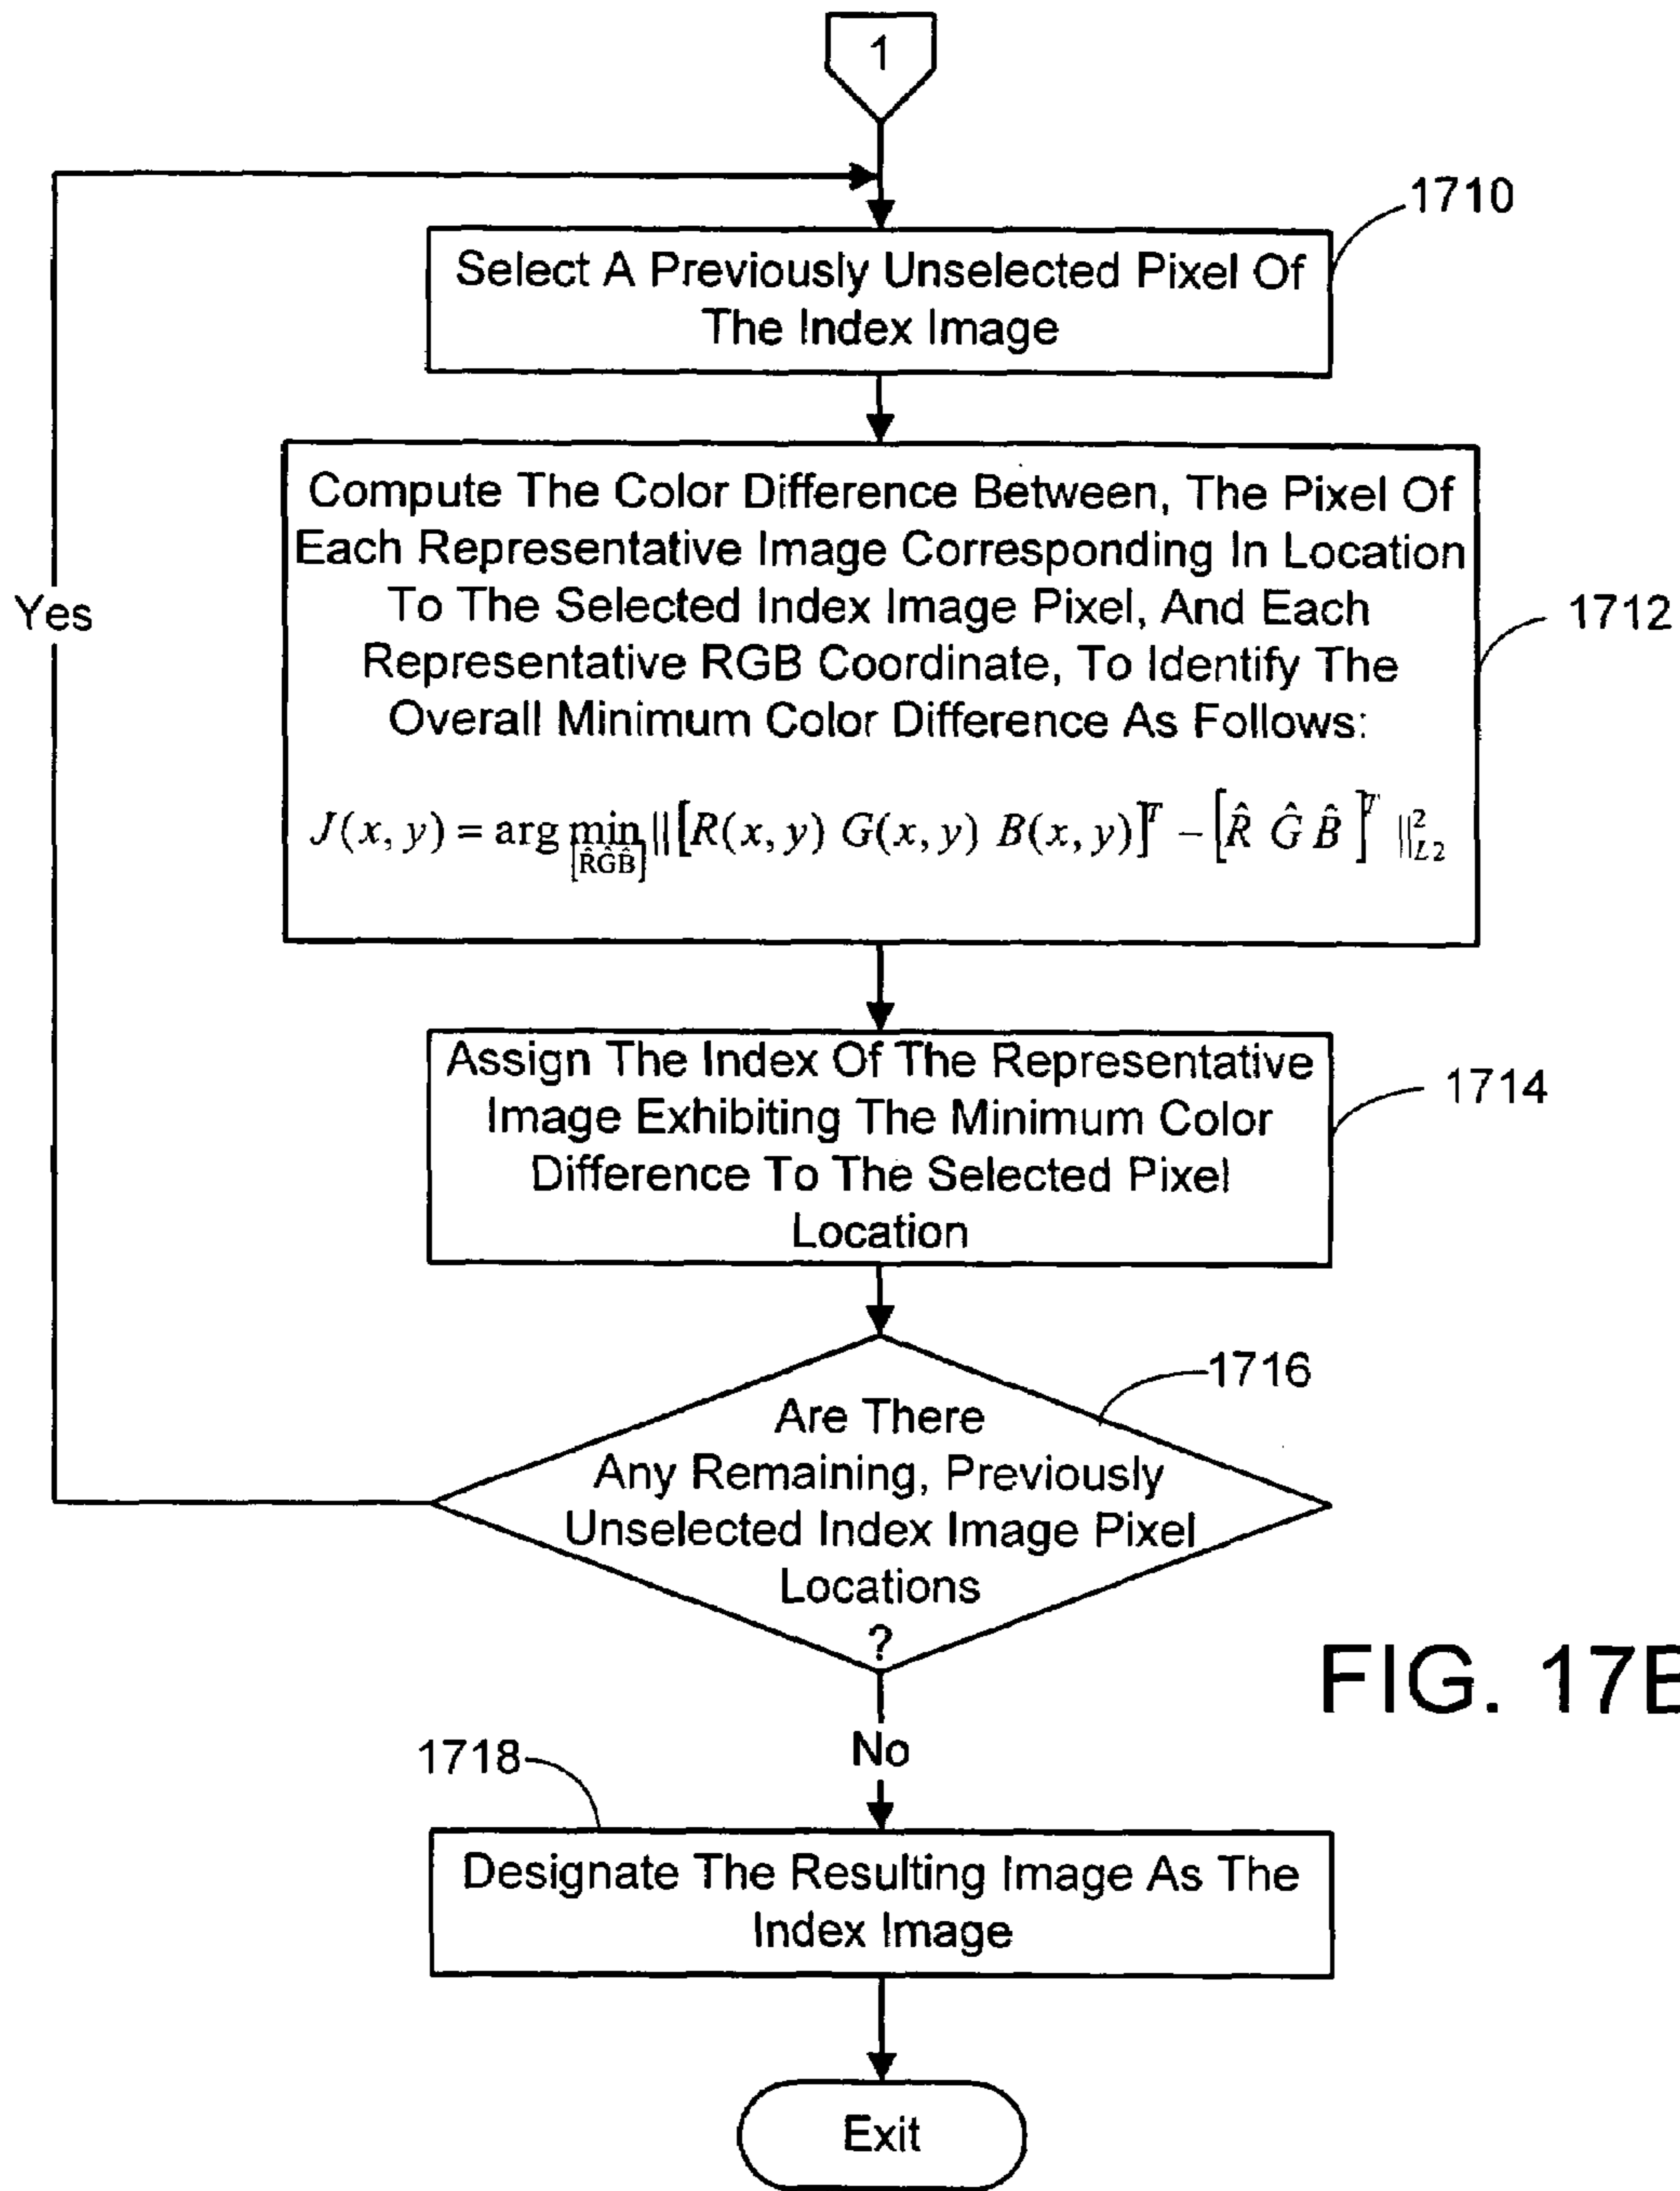 1
1710
Select A Previously Unselected Pixel Of
The Index Image
Compute The Color Difference Between, The Pixel Of
Each Representative Image Corresponding In Location
To The Selected Index Image Pixel, And Each
Representative RGB Coordinate, To Identify The
Overall Minimum Color Difference As Follows:
J(x, y) = arg min_{[R̂ĜB̂]} || [R(x, y) G(x, y) B(x, y)]^T − [R̂ Ĝ B̂]^T ||^2_{L2}
1712
Yes
Assign The Index Of The Representative
Image Exhibiting The Minimum Color
Difference To The Selected Pixel
Location
1714
1716
Are There
Any Remaining, Previously
Unselected Index Image Pixel
Locations
?
FIG. 17B
No
1718
Designate The Resulting Image As The
Index Image
Exit